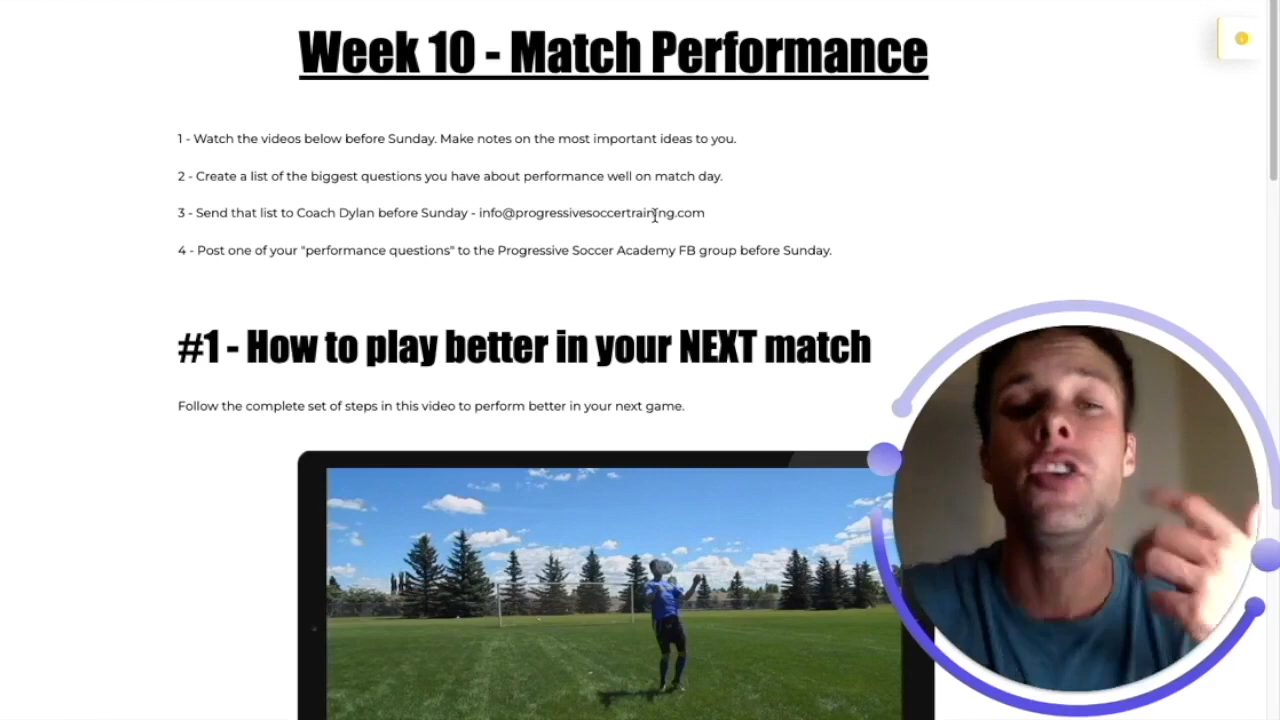 Week 10 - Match Performance
1 - Watch the videos below before Sunday. Make notes on the most important ideas to you.
2 - Create a list of the biggest questions you have about performance well on match day.
3 - Send that list to Coach Dylan before Sunday - info@progressivesoccertraining.com
4 - Post one of your "performance questions" to the Progressive Soccer Academy FB group before Sunday.
#1 - How to play better in your NEXT match
Follow the complete set of steps in this video to perform better in your next game.